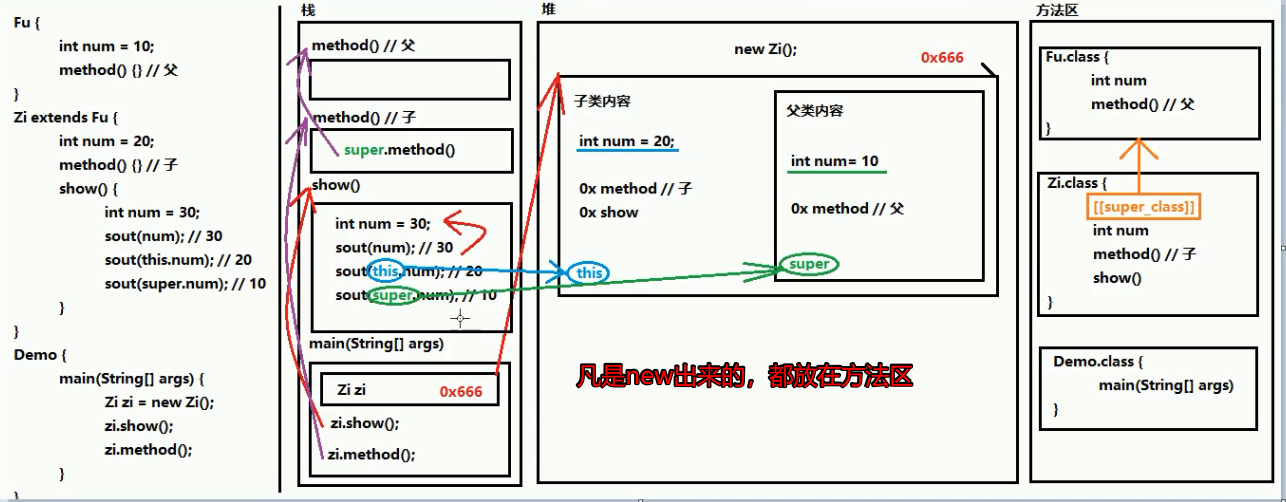 Fu {
int num = 10;
method() {} // 父
}
Zi extends Fu {
int num = 20;
method() {} // 子
show() {
int num = 30;
sout(num); // 30
sout(this.num); // 20
sout(super.num); // 10
}
}
Demo {
main(String[] args) {
Zi zi = new Zi();
zi.show();
zi.method();
}
}
栈
method() // 父
method() // 子
super.method()
show()
int num = 30;
sout(num); // 30
sout(this.num); // 20
sout(super.num); // 10
main(String[] args)
Zi zi 0x666
zi.show();
zi.method();
堆
new Zi();
0x666
子类内容
int num = 20;
0x method // 子
0x show
this
父类内容
int num= 10
0x method // 父
super
凡是new出来的，都放在方法区
方法区
Fu.class {
int num
method() // 父
}
Zi.class {
[[super_class]]
int num
method() // 子
show()
}
Demo.class {
main(String[] args)
}